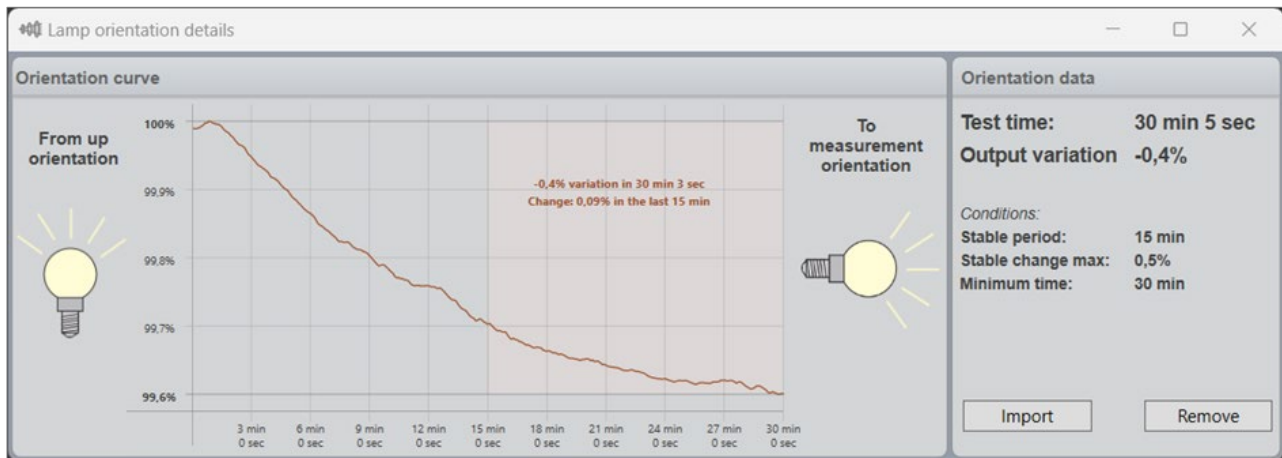 Lamp orientation details
Orientation curve
From up
orientation
100%
99,9%
99,8%
99,7%
99,6%
-0,4% variation in 30 min 3 sec
Change: 0,09% in the last 15 min
3 min
0 sec
6 min
0 sec
9 min
0 sec
12 min
0 sec
15 min
0 sec
18 min
0 sec
21 min
0 sec
24 min
0 sec
27 min
0 sec
30 min
0 sec
To
measurement
orientation
Orientation data
Test time: 30 min 5 sec
Output variation -0,4%
Conditions:
Stable period: 15 min
Stable change max: 0,5%
Minimum time: 30 min
Import Remove